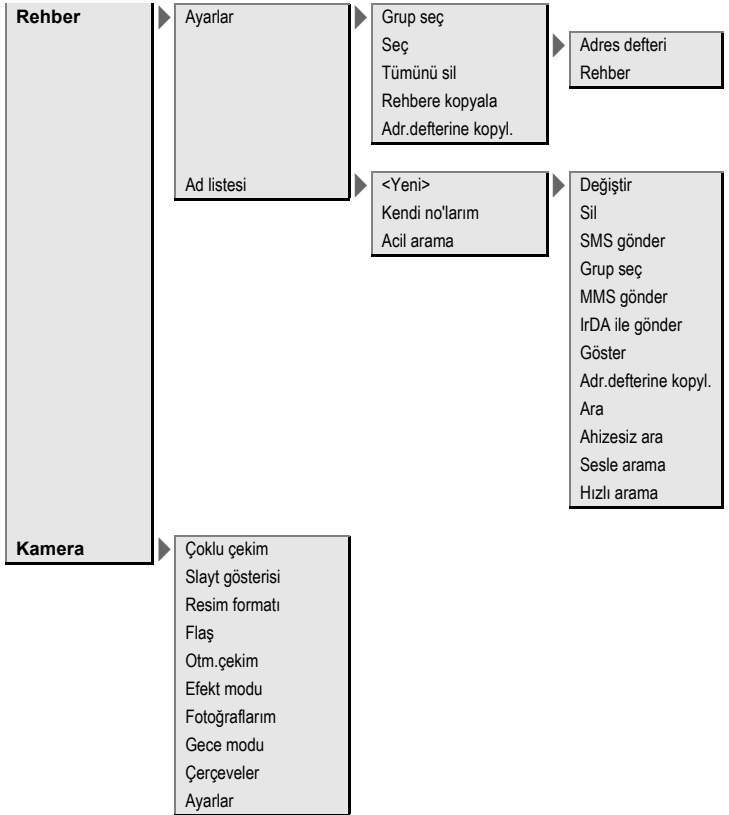 Rehber
Ayarlar
Grup seç
Seç
Tümünü sil
Rehbere kopyala
Adr.defterine kopyl.
Adres defteri
Rehber
Ad listesi
<Yeni>
Kendi no'larım
Acil arama
Değiştir
Sil
SMS gönder
Grup seç
MMS gönder
IrDA ile gönder
Göster
Adr.defterine kopyl.
Ara
Ahizesiz ara
Sesle arama
Hızlı arama
Kamera
Çoklu çekim
Slayt gösterisi
Resim formatı
Flaş
Otm.çekim
Efekt modu
Fotoğraflarım
Gece modu
Çerçeveler
Ayarlar